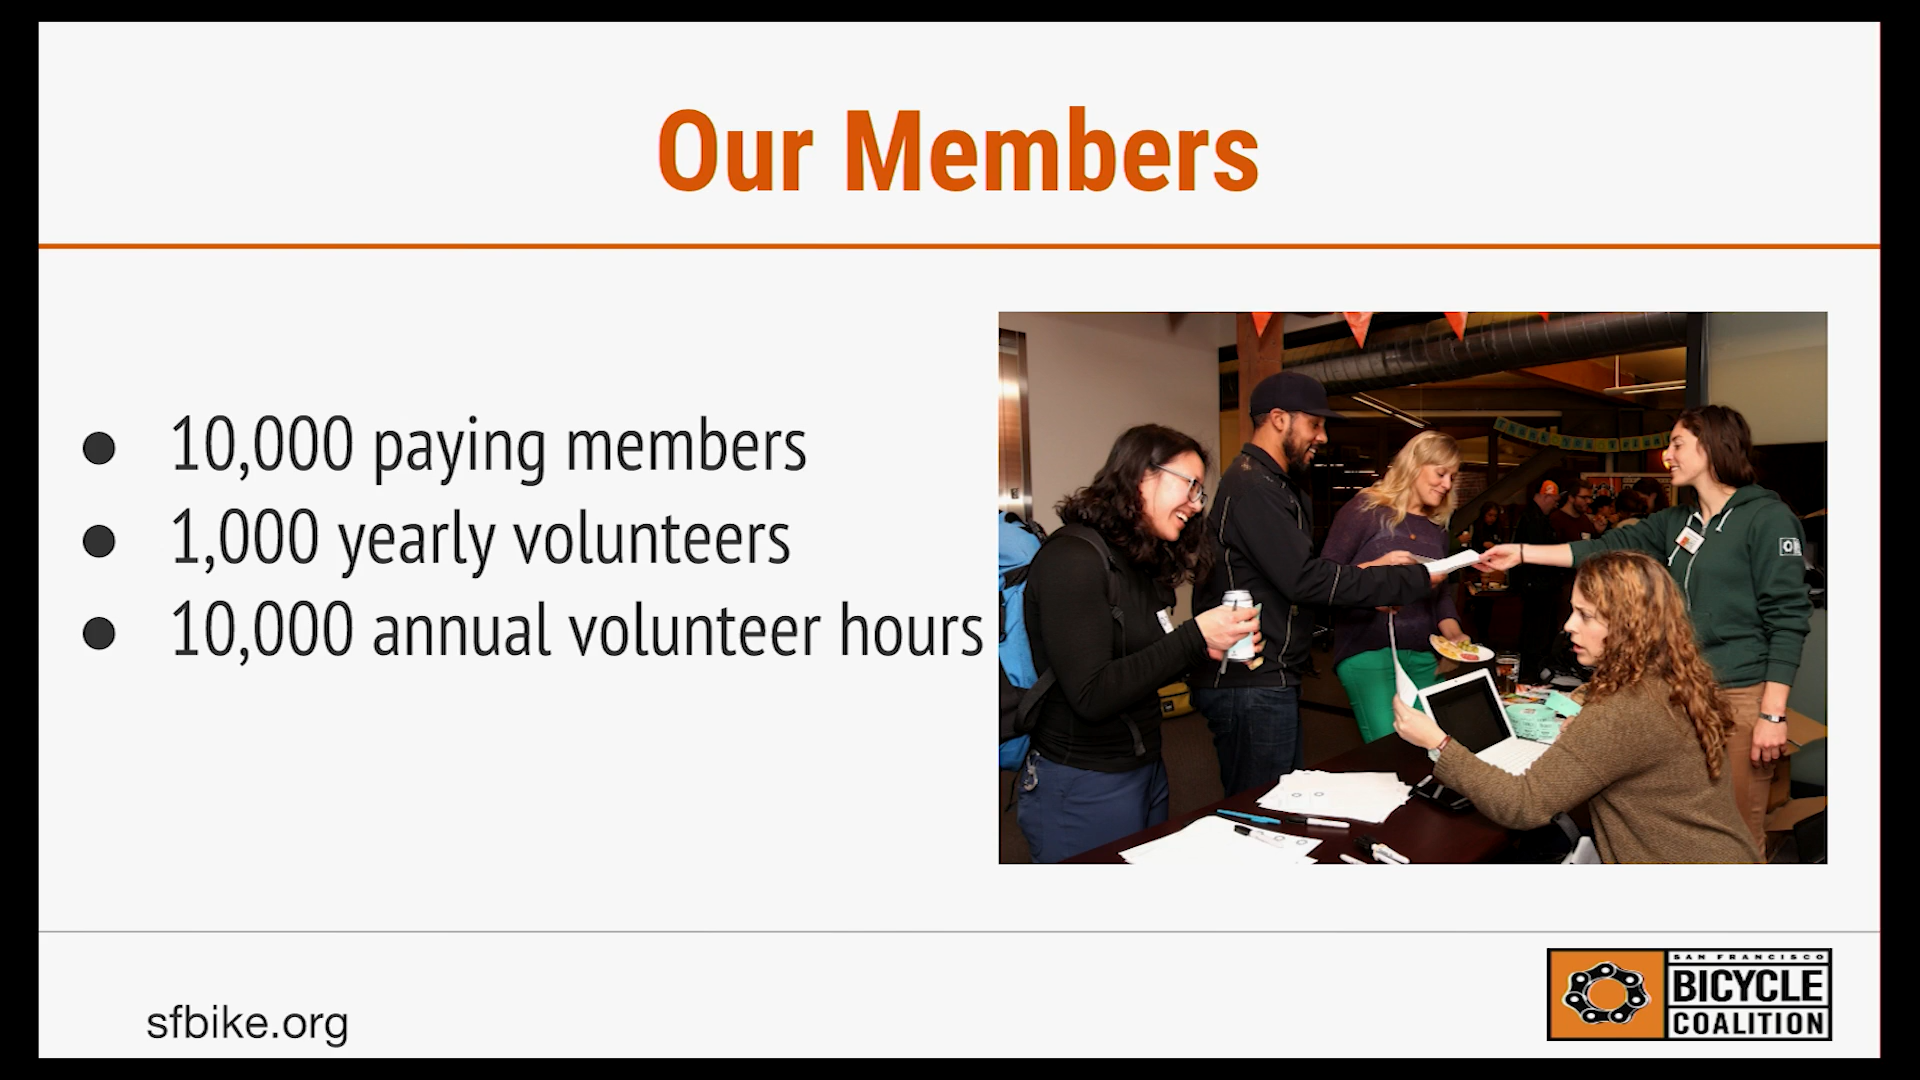 Our Members
● 10,000 paying members
● 1,000 yearly volunteers
● 10,000 annual volunteer hours
sfbike.org
SAN FRANCISCO
BICYCLE
COALITION